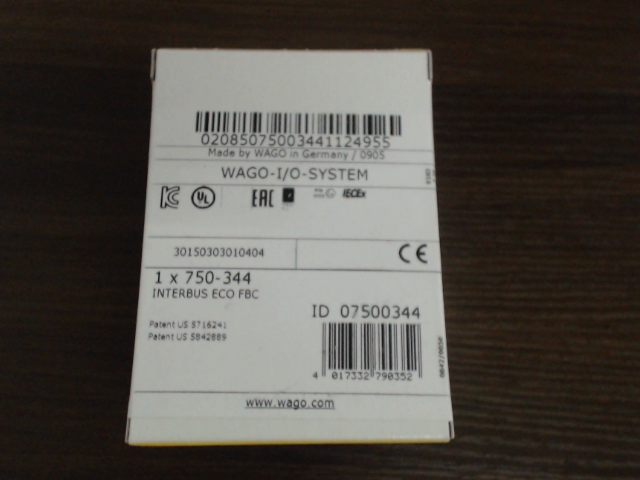 02085075003441124955
Made by WAGO in Germany / 0905
WAGO-I/O-SYSTEM
UL
EAC
IECEx
30150303010404
CE
1 x 750-344
INTERBUS ECO FBC
ID 07500344
Patent US 5716241
Patent US 5842889
4 017332 790352
www.wago.com